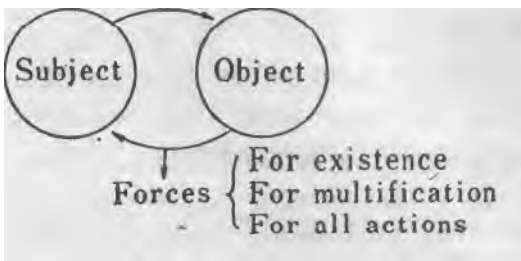 Subject Object
For existence
Forces For multification
For all actions